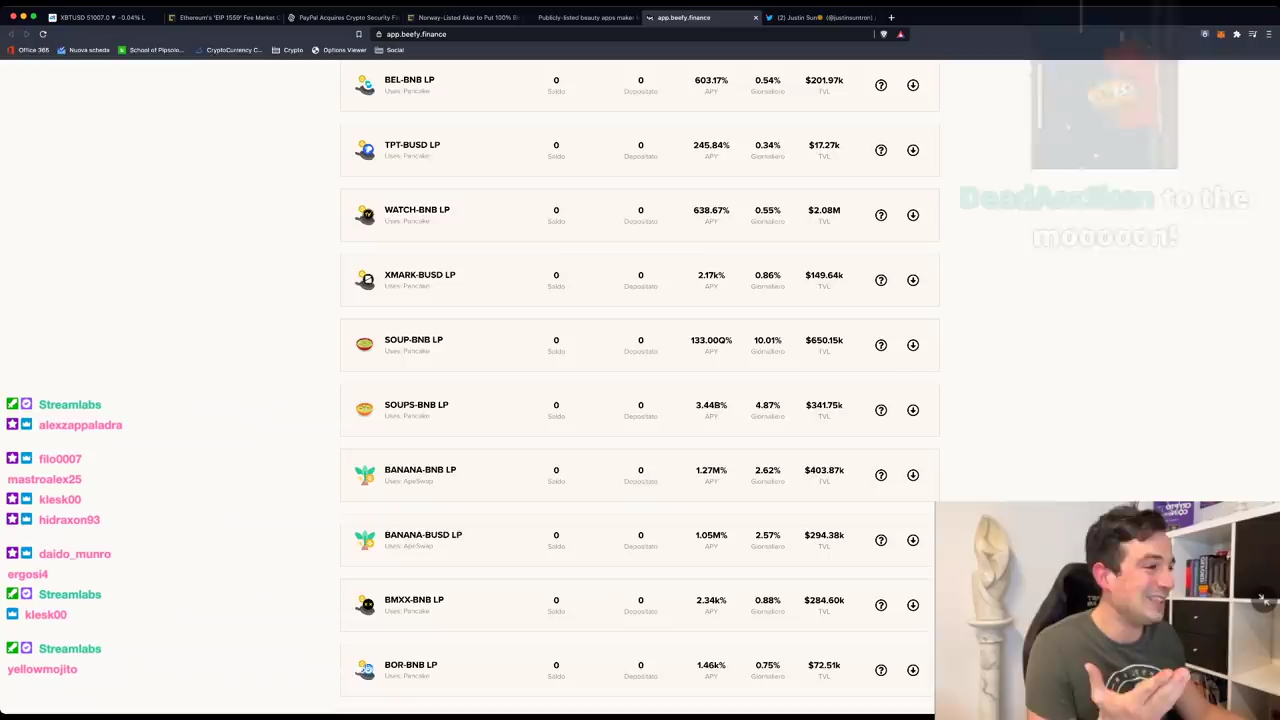 XBTUSD 51007.0 ▼ -0.04% L
Ethereum's "EIP 1559" Fee Market C
PayPal Acquires Crypto Security Fi
Norway-Listed Aker to Put 100% B
Publicly-listed beauty apps maker
app.beefy.finance
(2) Justin Sun (@justinsuntron)
app.beefy.finance
Office 365
Nuova scheda
School of Pipsolo...
CryptoCurrency C...
Crypto
Options Viewer
Social
BEL-BNB LP 0 0 603.17% 0.54% $201.97k
Uses: Pancake Saldo Depositato APY Giornaliero TVL
TPT-BUSD LP 0 0 245.84% 0.34% $17.27k
Uses: Pancake Saldo Depositato APY Giornaliero TVL
WATCH-BNB LP 0 0 638.67% 0.55% $2.08M
Uses: Pancake Saldo Depositato APY Giornaliero TVL
XMARK-BUSD LP 0 0 2.17k% 0.86% $149.64k
Uses: Pancake Saldo Depositato APY Giornaliero TVL
SOUP-BNB LP 0 0 133.00Q% 10.01% $650.15k
Uses: Pancake Saldo Depositato APY Giornaliero TVL
SOUPS-BNB LP 0 0 3.44B% 4.87% $341.75k
Uses: Pancake Saldo Depositato APY Giornaliero TVL
BANANA-BNB LP 0 0 1.27M% 2.62% $403.87k
Uses: ApeSwap Saldo Depositato APY Giornaliero TVL
BANANA-BUSD LP 0 0 1.05M% 2.57% $294.38k
Uses: ApeSwap Saldo Depositato APY Giornaliero TVL
BMXX-BNB LP 0 0 2.34k% 0.88% $284.60k
Uses: Pancake Saldo Depositato APY Giornaliero TVL
BOR-BNB LP 0 0 1.46k% 0.75% $72.51k
Uses: Pancake Saldo Depositato APY Giornaliero TVL
to the
mooooon!
Streamlabs
alexzappaladra
filo0007
mastroalex25
klesk00
hidraxon93
daido_munro
ergosi4
Streamlabs
klesk00
Streamlabs
yellowmojito